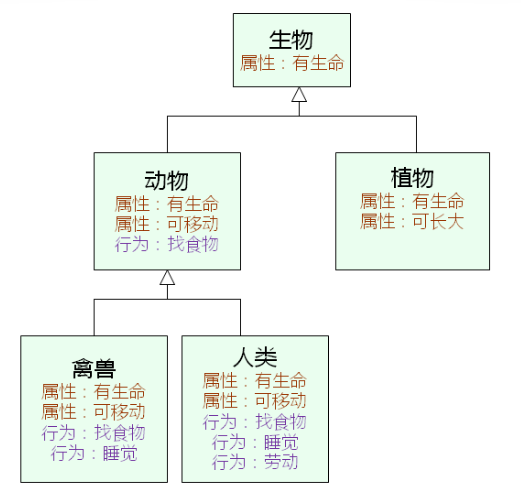 生物
属性：有生命
动物
属性：有生命
属性：可移动
行为：找食物
植物
属性：有生命
属性：可长大
禽兽
属性：有生命
属性：可移动
行为：找食物
行为：睡觉
人类
属性：有生命
属性：可移动
行为：找食物
行为：睡觉
行为：劳动